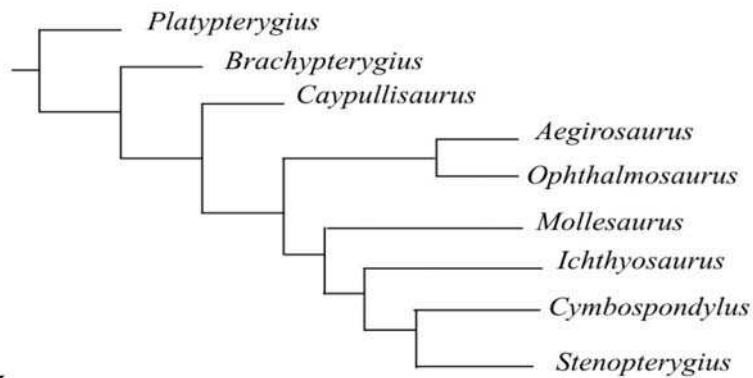 Platypterygius
Brachypterygius
Caypullisaurus
Aegirosaurus
Ophthalmosaurus
Mollesaurus
Ichthyosaurus
Cymbospondylus
Stenopterygius